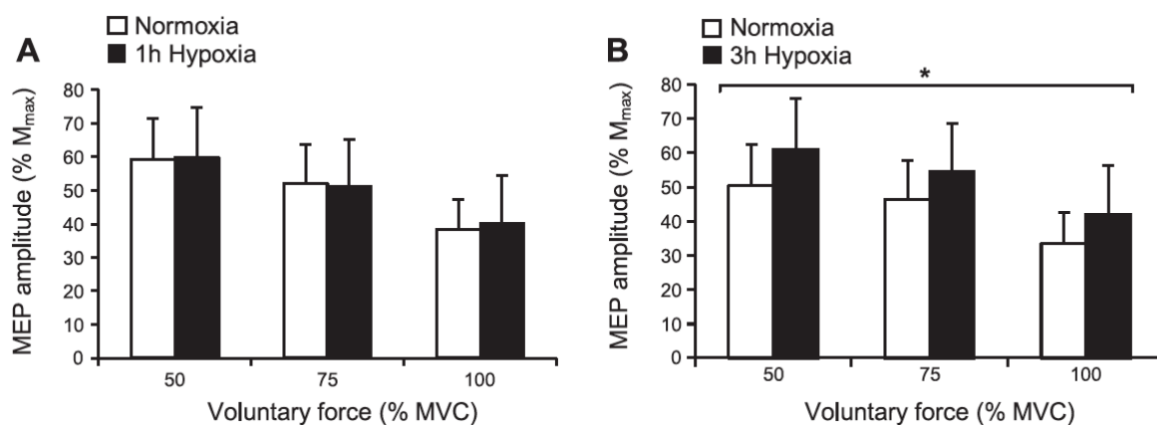 A
Normoxia
1h Hypoxia
MEP amplitude (% Mmax)
80
70
60
50
40
30
20
10
0
50 75 100
Voluntary force (% MVC)
B
Normoxia
3h Hypoxia
*
MEP amplitude (% Mmax)
80
70
60
50
40
30
20
10
0
50 75 100
Voluntary force (% MVC)